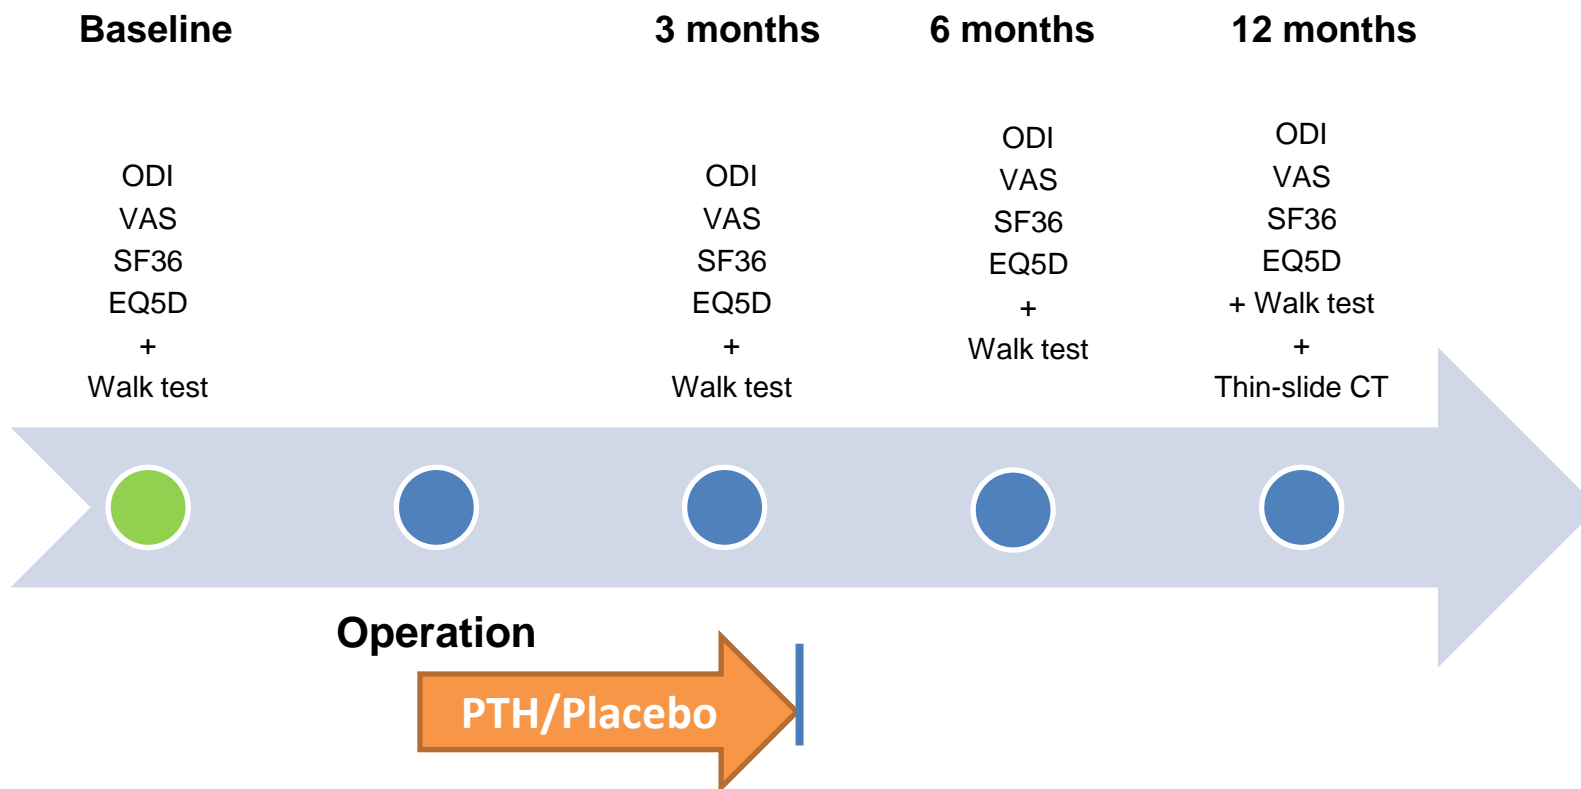 Baseline
3 months
6 months
12 months
ODI
VAS
SF36
EQ5D
+
Walk test
ODI
VAS
SF36
EQ5D
+
Walk test
ODI
VAS
SF36
EQ5D
+
Walk test
ODI
VAS
SF36
EQ5D
+ Walk test
+
Thin-slide CT
Operation
PTH/Placebo